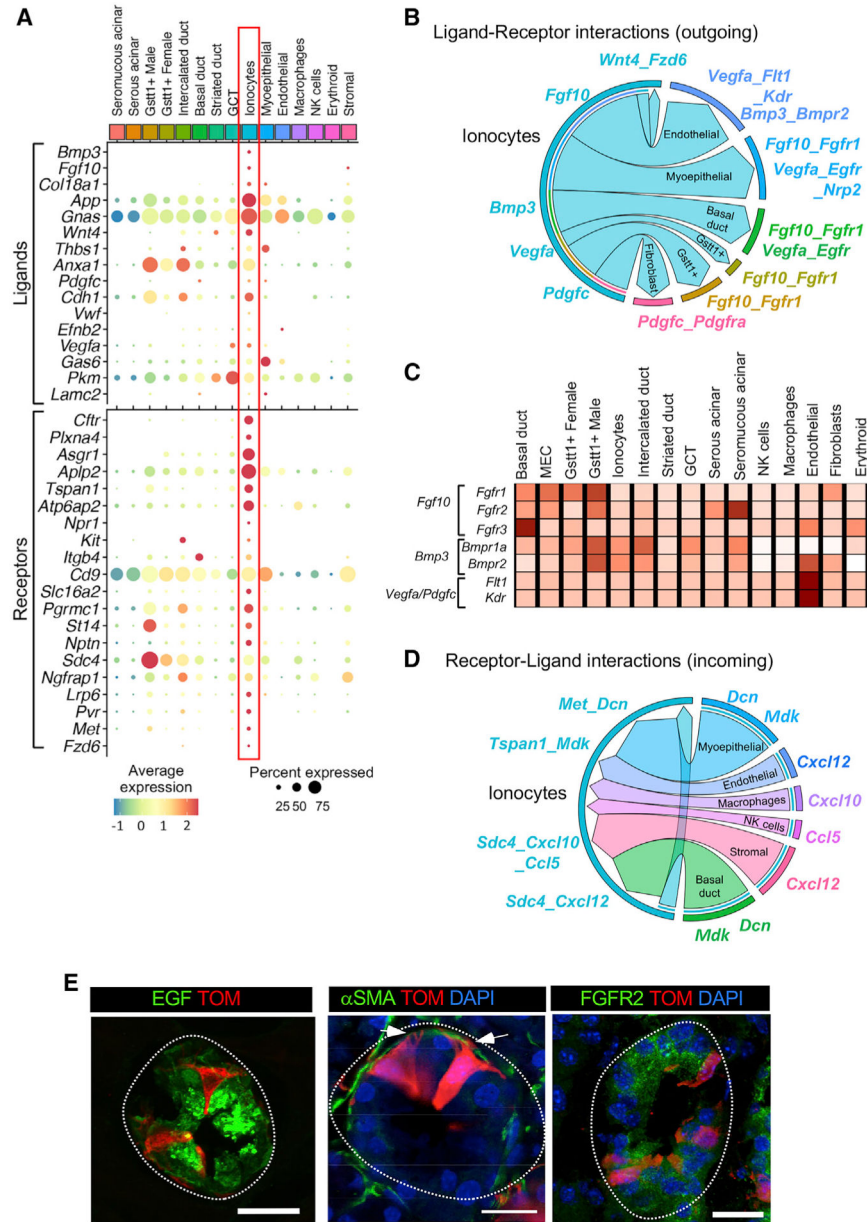 A
Seromucous acinar
Serous acinar
Gstt1+ Male
Gstt1+ Female
Intercalated duct
Basal duct
Striated duct
GCT
Ionocytes
Myoepithelial
Endothelial
Macrophages
NK cells
Erythroid
Stromal
Ligands
Bmp3
Fgf10
Col18a1
App
Gnas
Wnt4
Thbs1
Anxa1
Pdgfc
Cdh1
Vwf
Efnb2
Vegfa
Gas6
Pkm
Lamc2
Receptors
Cftr
Plxna4
Asgr1
Aplp2
Tspan1
Atp6ap2
Npr1
Kit
Itgb4
Cd9
Slc16a2
Pgrmc1
St14
Nptn
Sdc4
Ngfrap1
Lrp6
Pvr
Met
Fzd6
Average
expression
-1 0 1 2
Percent expressed
25 50 75
B
Ligand-Receptor interactions (outgoing)
Wnt4_Fzd6
Fgf10
Ionocytes
Bmp3
Vegfa
Pdgfc
Vegfa_Flt1
_Kdr
Bmp3_Bmpr2
Fgf10_Fgfr1
Vegfa_Egfr
_Nrp2
Fgf10_Fgfr1
Vegfa_Egfr
Fgf10_Fgfr1
Fgf10_Fgfr1
Pdgfc_Pdgfra
Endothelial
Myoepithelial
Basal
duct
Gstt1+
Gstt1+
Fibroblast
C
Basal duct
MEC
Gstt1+ Female
Gstt1+ Male
Ionocytes
Intercalated duct
Striated duct
GCT
Serous acinar
Seromucous acinar
NK cells
Macrophages
Endothelial
Fibroblasts
Erythroid
Fgf10
Fgfr1
Fgfr2
Fgfr3
Bmp3
Bmpr1a
Bmpr2
Vegfa/Pdgfc
Flt1
Kdr
D
Receptor-Ligand interactions (incoming)
Met_Dcn
Tspan1_Mdk
Ionocytes
Sdc4_Cxcl10
_Ccl5
Sdc4_Cxcl12
Dcn
Mdk
Cxcl12
Cxcl10
Ccl5
Cxcl12
Dcn
Mdk
Myoepithelial
Endothelial
Macrophages
NK cells
Stromal
Basal
duct
E
EGF TOM
αSMA TOM DAPI
FGFR2 TOM DAPI